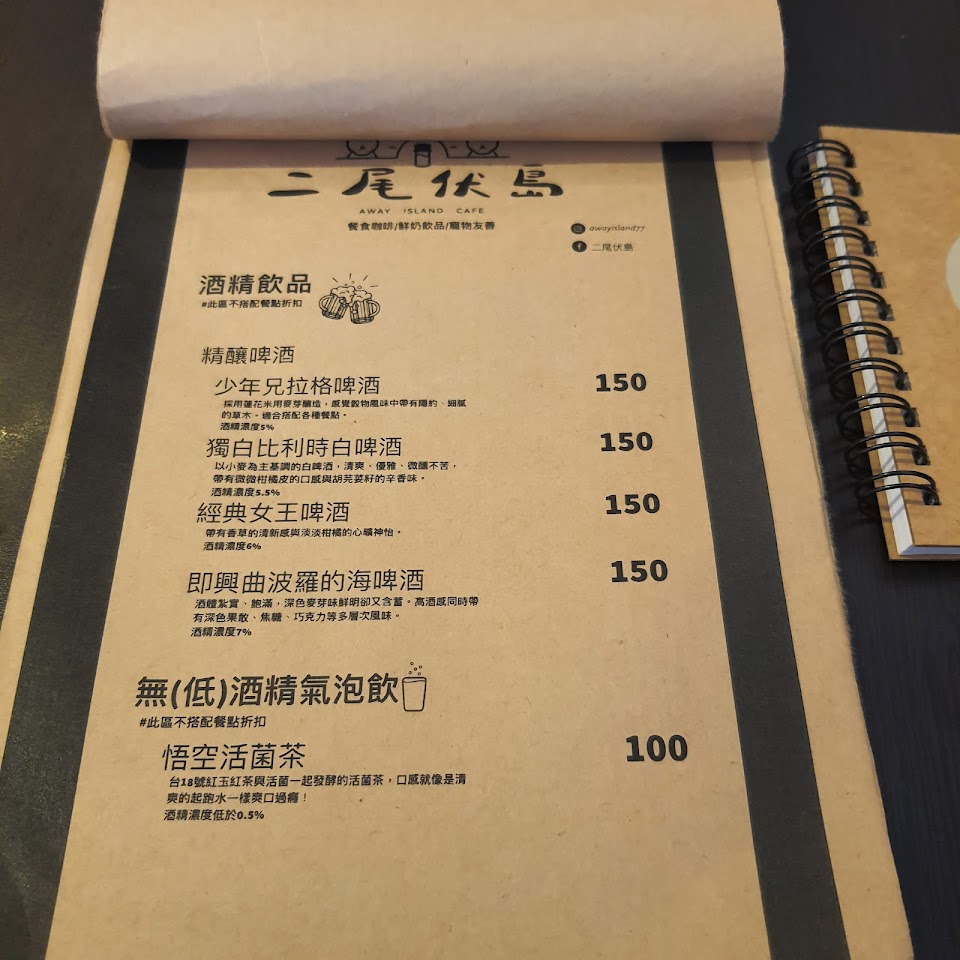 二尾伏島
AWAY ISLAND CAFE
餐食咖啡/鮮奶飲品/寵物友善
awayisland77
二尾伏島
酒精飲品
#此區不搭配餐點折扣
精釀啤酒
少年兄拉格啤酒 150
採用蓮花米用麥芽釀造，感覺穀物風味中帶有隱約、細膩
的草木。適合搭配各種餐點。
酒精濃度5%
獨白比利時白啤酒 150
以小麥為主基調的白啤酒，清爽、優雅、微醺不苦，
帶有微微柑橘皮的口感與胡荽菜籽的辛香味。
酒精濃度5.5%
經典女王啤酒 150
帶有香草的清新感與淡淡柑橘的心曠神怡。
酒精濃度6%
即興曲波羅的海啤酒 150
酒體紮實、飽滿，深色麥芽味鮮明卻又含蓄。高酒感同時帶
有深色果敢、焦糖、巧克力等多層次風味。
酒精濃度7%
無(低)酒精氣泡飲
#此區不搭配餐點折扣
悟空活菌茶 100
台18號紅玉紅茶與活菌一起發酵的活菌茶，口感就像是清
爽的起跑水一樣爽口過癮！
酒精濃度低於0.5%